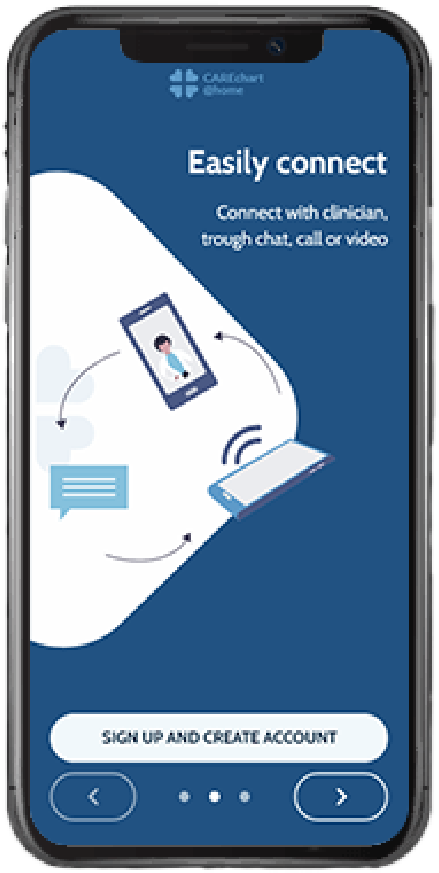 CAREchart
@home
Easily connect
Connect with clinician,
trough chat, call or video
SIGN UP AND CREATE ACCOUNT